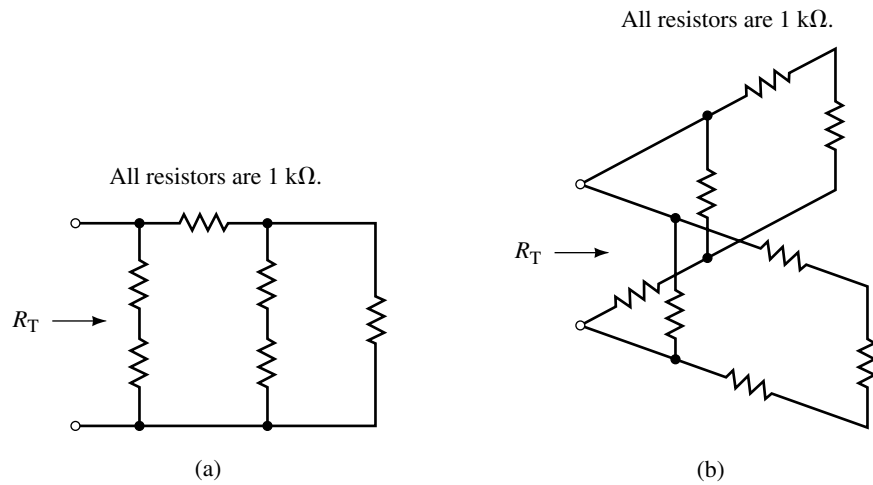 All resistors are 1 kΩ.
R_T
(a)
All resistors are 1 kΩ.
R_T
(b)